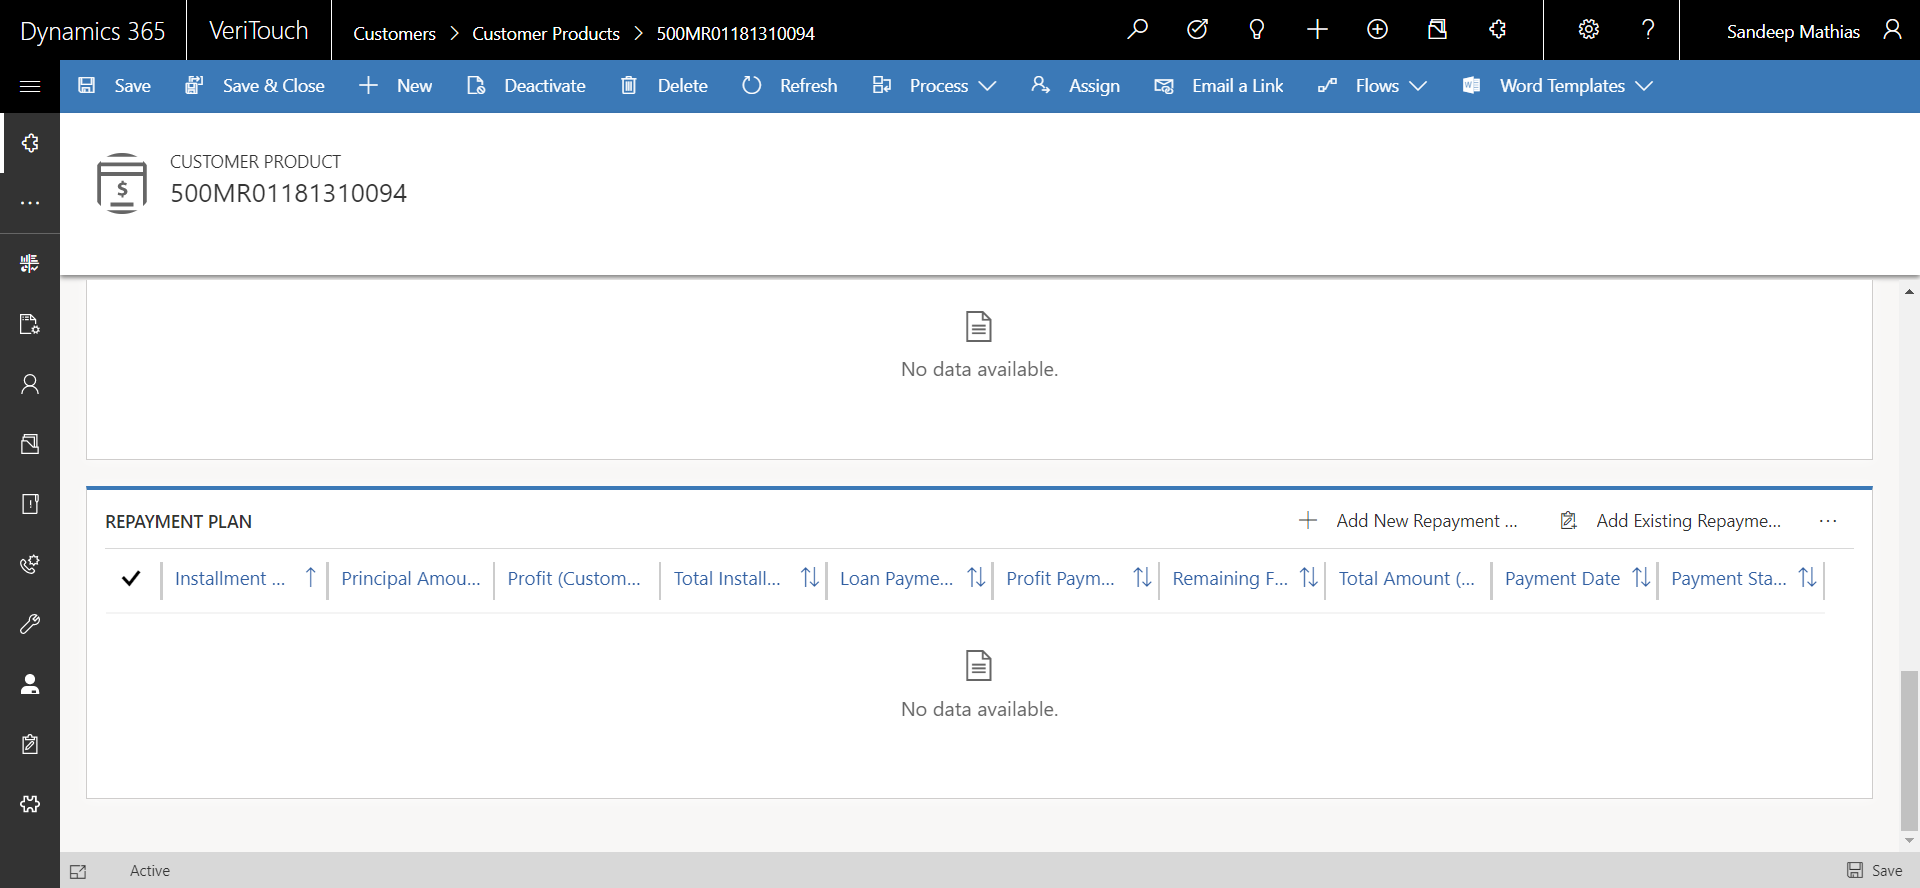 Dynamics 365 VeriTouch Customers > Customer Products > 500MR01181310094 Sandeep Mathias
Save Save & Close New Deactivate Delete Refresh Process Assign Email a Link Flows Word Templates
CUSTOMER PRODUCT
500MR01181310094
No data available.
REPAYMENT PLAN + Add New Repayment ... Add Existing Repayme... ...
Installment ... Principal Amou... Profit (Custom... Total Install... Loan Payme... Profit Paym... Remaining F... Total Amount (... Payment Date Payment Sta...
No data available.
Active Save